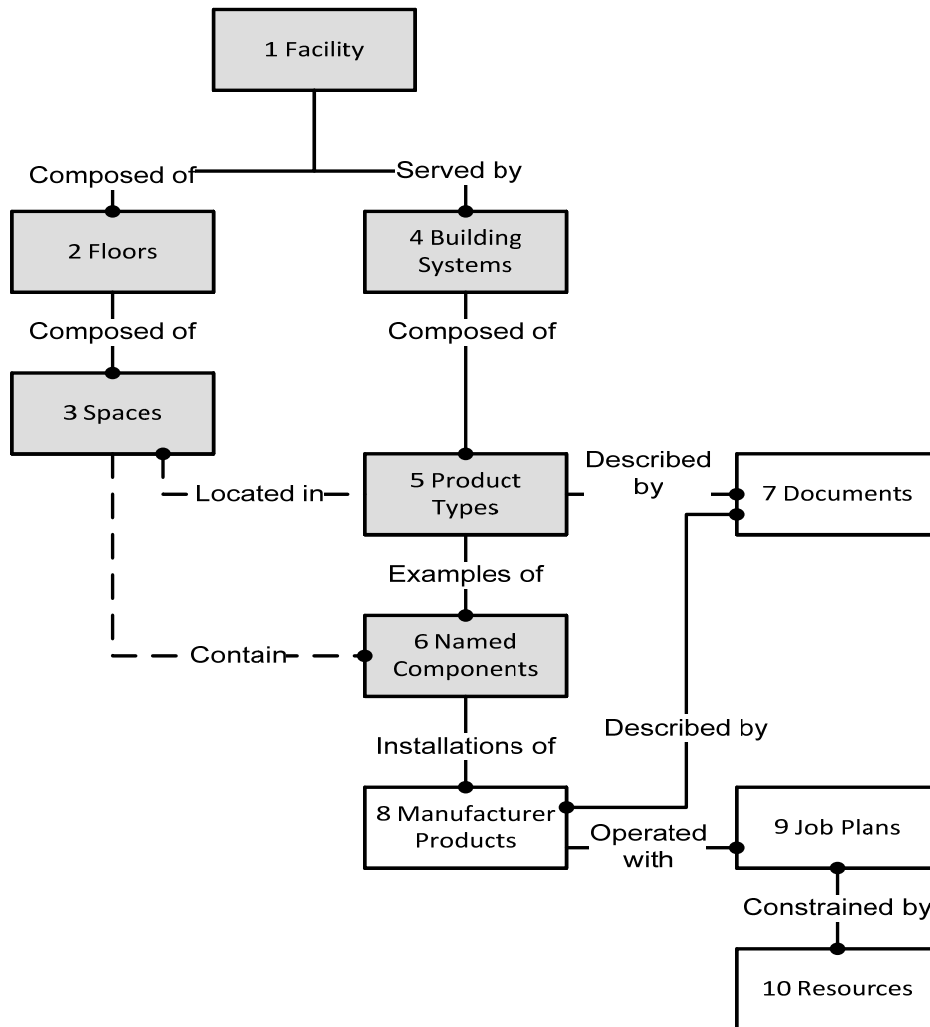 1 Facility
Composed of
Served by
2 Floors
4 Building
Systems
Composed of
Composed of
3 Spaces
Located in
5 Product
Types
Described
by
7 Documents
Examples of
6 Named
Components
Contain
Installations of
Described by
8 Manufacturer
Products
Operated
with
9 Job Plans
Constrained by
10 Resources